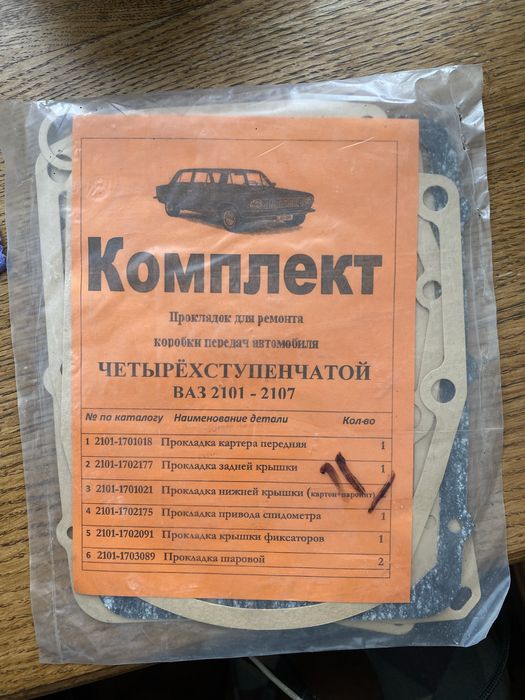 Комплект
Прокладок для ремонта
коробки передач автомобиля
ЧЕТЫРЁХСТУПЕНЧАТОЙ
ВАЗ 2101 - 2107
№ по каталогу Наименование детали Кол-во
1 2101-1701018 Прокладка картера передняя 1
2 2101-1702177 Прокладка задней крышки 1
3 2101-1701021 Прокладка нижней крышки (картон+паронит)
4 2101-1702175 Прокладка привода спидометра 1
5 2101-1702091 Прокладка крышки фиксаторов 1
6 2101-1703089 Прокладка шаровой 2